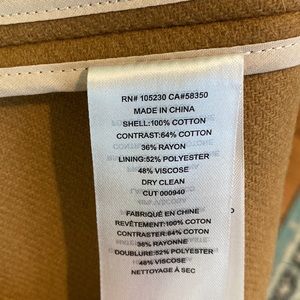 RN# 105230 CA#58350
MADE IN CHINA
SHELL:100% COTTON
CONTRAST:64% COTTON
36% RAYON
LINING:52% POLYESTER
48% VISCOSE
DRY CLEAN
CUT 000940
FABRIQUÉ EN CHINE
REVÊTEMENT:100% COTON
CONTRASTER:64% COTON
36% RAYONNE
DOUBLURE:52% POLYESTER
48% VISCOSE
NETTOYAGE À SEC